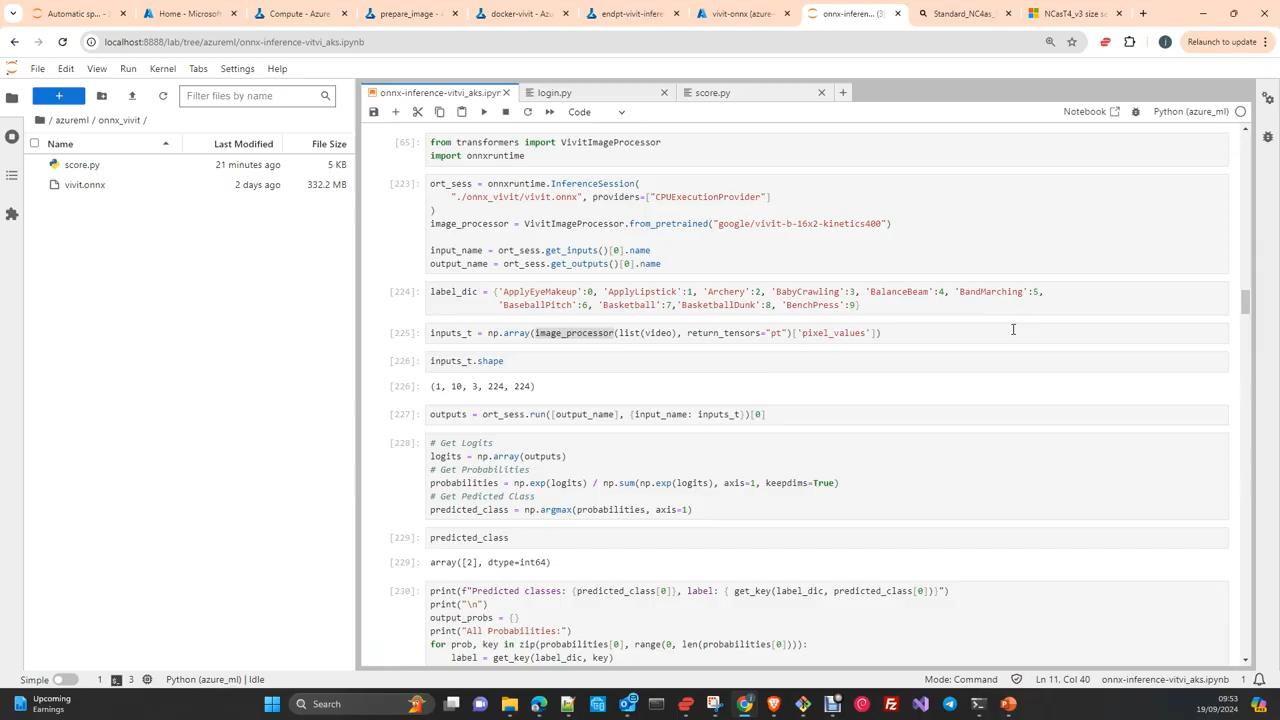 Automatic sp...
Home - Microsof
Compute - Azure
prepare_image -
docker-vivit - Az
endpt-vivit-infer
vivit-onnx (azure
onnx-inferen... (3)
Standard_NC4as_
NCasT4_v3 size s
localhost:8888/lab/tree/azureml/onnx-inference-vitvi_aks.ipynb
Relaunch to update
File Edit View Run Kernel Tabs Settings Help
+
Filter files by name
/ azureml / onnx_vivit /
Name Last Modified File Size
score.py 21 minutes ago 5 KB
vivit.onnx 2 days ago 332.2 MB
onnx-inference-vitvi_aks.ipyn
login.py
score.py
Code
Notebook
Python (azure_ml)
[65]: from transformers import VivitImageProcessor
import onnxruntime
[223]: ort_sess = onnxruntime.InferenceSession(
"./onnx_vivit/vivit.onnx", providers=["CPUExecutionProvider"]
)
image_processor = VivitImageProcessor.from_pretrained("google/vivit-b-16x2-kinetics400")
input_name = ort_sess.get_inputs()[0].name
output_name = ort_sess.get_outputs()[0].name
[224]: label_dic = {'ApplyEyeMakeup':0, 'ApplyLipstick':1, 'Archery':2, 'BabyCrawling':3, 'BalanceBeam':4, 'BandMarching':5,
'BaseballPitch':6, 'Basketball':7,'BasketballDunk':8, 'BenchPress':9}
[225]: inputs_t = np.array(image_processor(list(video), return_tensors="pt")['pixel_values'])
[226]: inputs_t.shape
[226]: (1, 10, 3, 224, 224)
[227]: outputs = ort_sess.run([output_name], {input_name: inputs_t})[0]
[228]: # Get Logits
logits = np.array(outputs)
# Get Probabilities
probabilities = np.exp(logits) / np.sum(np.exp(logits), axis=1, keepdims=True)
# Get Pedicted Class
predicted_class = np.argmax(probabilities, axis=1)
[229]: predicted_class
[229]: array([2], dtype=int64)
[230]: print(f"Predicted classes: {predicted_class[0]}, label: { get_key(label_dic, predicted_class[0])}")
print("\n")
output_probs = {}
print("All Probabilities:")
for prob, key in zip(probabilities[0], range(0, len(probabilities[0]))):
label = get_key(label_dic, key)
Simple 1 3 Python (azure_ml) | Idle
Mode: Command Ln 11, Col 40 onnx-inference-vitvi_aks.ipynb 1
Upcoming
Earnings
Search
09:53
19/09/2024